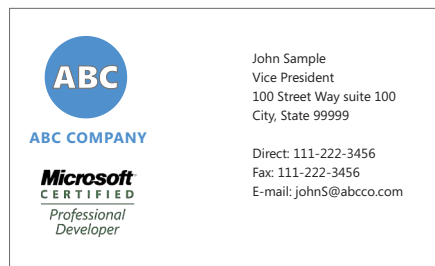 ABC
ABC COMPANY
Microsoft
CERTIFIED
Professional
Developer
John Sample
Vice President
100 Street Way suite 100
City, State 99999
Direct: 111-222-3456
Fax: 111-222-3456
E-mail: johnS@abcco.com